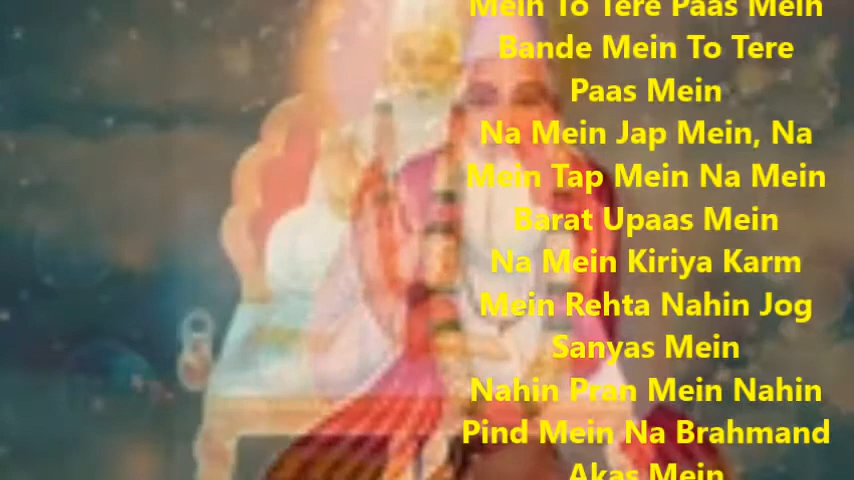 Mein To Tere Paas Mein
Bande Mein To Tere
Paas Mein
Na Mein Jap Mein, Na
Mein Tap Mein Na Mein
Barat Upaas Mein
Na Mein Kiriya Karm
Mein Rehta Nahin Jog
Sanyas Mein
Nahin Pran Mein Nahin
Pind Mein Na Brahmand
Akas Mein